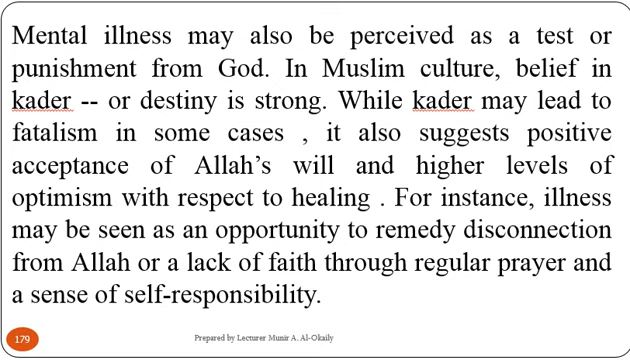 Mental illness may also be perceived as a test or
punishment from God. In Muslim culture, belief in
kader -- or destiny is strong. While kader may lead to
fatalism in some cases , it also suggests positive
acceptance of Allah’s will and higher levels of
optimism with respect to healing . For instance, illness
may be seen as an opportunity to remedy disconnection
from Allah or a lack of faith through regular prayer and
a sense of self-responsibility.
179
Prepared by Lecturer Munir A. Al-Okaily